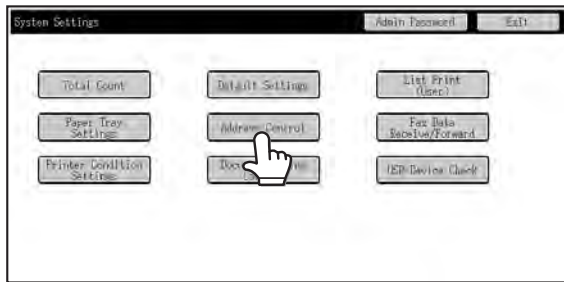 System Settings
Admin Password
Exit
Total Count
Default Settings
List Print
(User)
Paper Tray
Settings
Address Control
Fax Data
Receive/Forward
Printer Condition
Settings
USB-Device Check